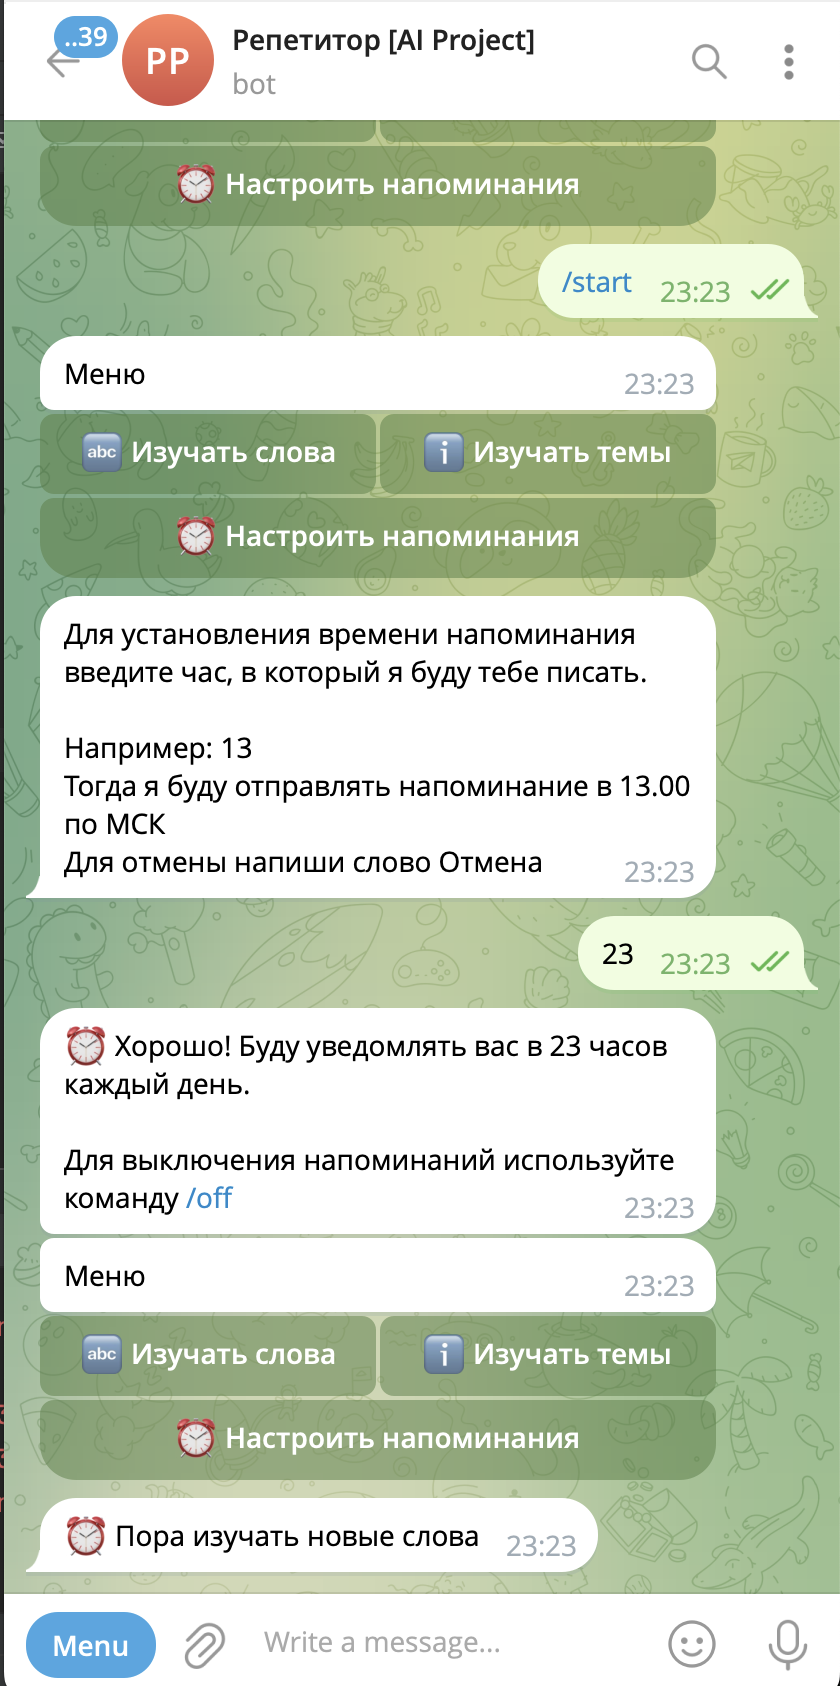 ..39
PP
Репетитор [AI Project]
bot
⏰ Настроить напоминания
/start 23:23
Меню 23:23
abc Изучать слова
i Изучать темы
⏰ Настроить напоминания
Для установления времени напоминания
введите час, в который я буду тебе писать.
Например: 13
Тогда я буду отправлять напоминание в 13.00
по МСК
Для отмены напиши слово Отмена 23:23
23 23:23
⏰ Хорошо! Буду уведомлять вас в 23 часов
каждый день.
Для выключения напоминаний используйте
команду /off 23:23
Меню 23:23
abc Изучать слова
i Изучать темы
⏰ Настроить напоминания
⏰ Пора изучать новые слова 23:23
Menu
Write a message...